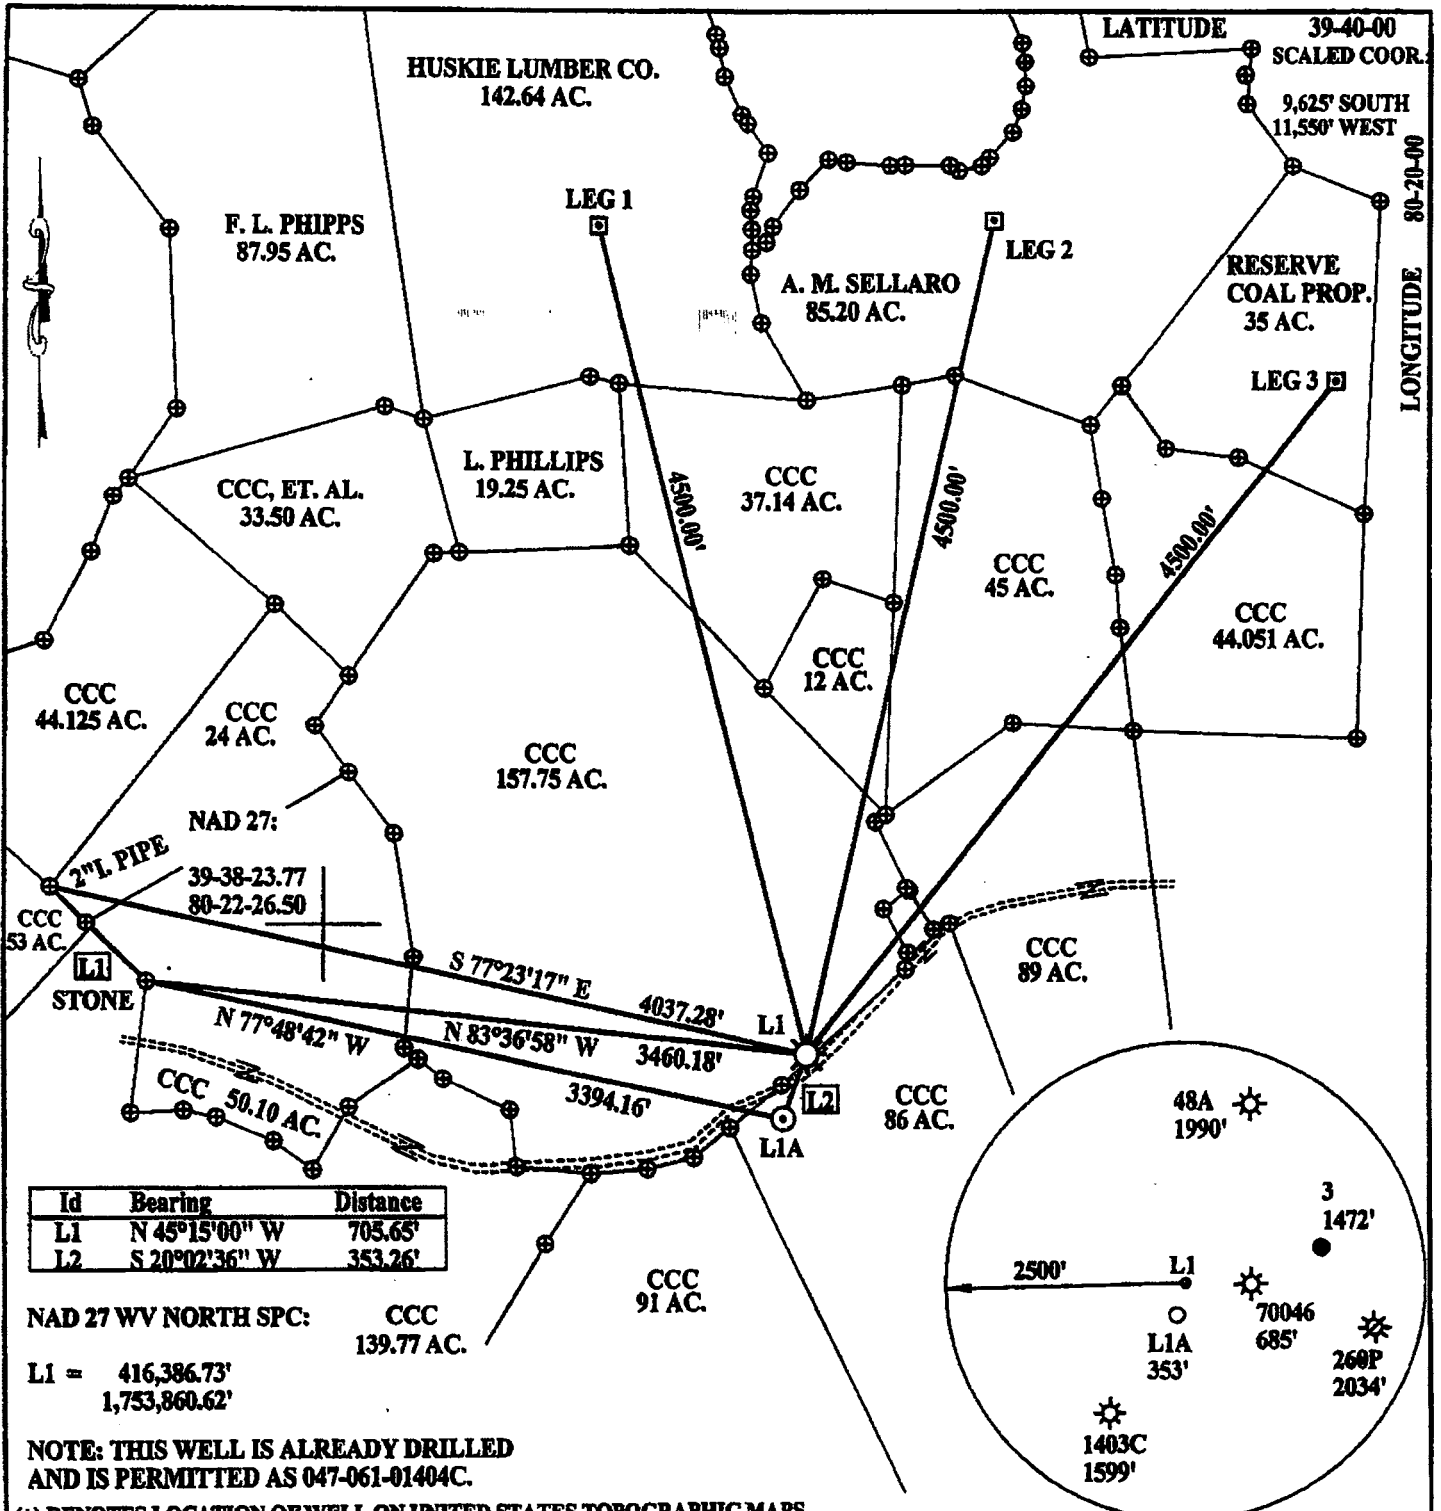 LATITUDE 39-40-00
SCALED COOR.:
9,625' SOUTH
11,550' WEST
LONGITUDE 80-20-00
HUSKIE LUMBER CO.
142.64 AC.
F. L. PHIPPS
87.95 AC.
LEG 1
LEG 2
A. M. SELLARO
85.20 AC.
RESERVE
COAL PROP.
35 AC.
LEG 3
CCC, ET. AL.
33.50 AC.
L. PHILLIPS
19.25 AC.
4500.00'
CCC
37.14 AC.
4500.00'
CCC
45 AC.
4500.00'
CCC
44.051 AC.
CCC
12 AC.
CCC
44.125 AC.
CCC
24 AC.
CCC
157.75 AC.
NAD 27:
39-38-23.77
80-22-26.50
2"I. PIPE
CCC
53 AC.
L1
STONE
S 77°23'17" E 4037.28'
N 83°36'58" W 3460.18'
N 77°48'42" W 3394.16'
L1
L2
L1A
CCC
89 AC.
CCC
86 AC.
CCC 50.10 AC.
Id Bearing Distance
L1 N 45°15'00" W 705.65'
L2 S 20°02'36" W 353.26'
CCC
91 AC.
CCC
139.77 AC.
NAD 27 WV NORTH SPC:
L1 = 416,386.73'
1,753,860.62'
48A
1990'
3
1472'
2500'
L1
70046
685'
L1A
353'
260P
2034'
1403C
1599'
NOTE: THIS WELL IS ALREADY DRILLED
AND IS PERMITTED AS 047-061-01404C.
(+) DENOTES LOCATION OF WELL ON UNITED STATES TOPOGRAPHIC MAPS